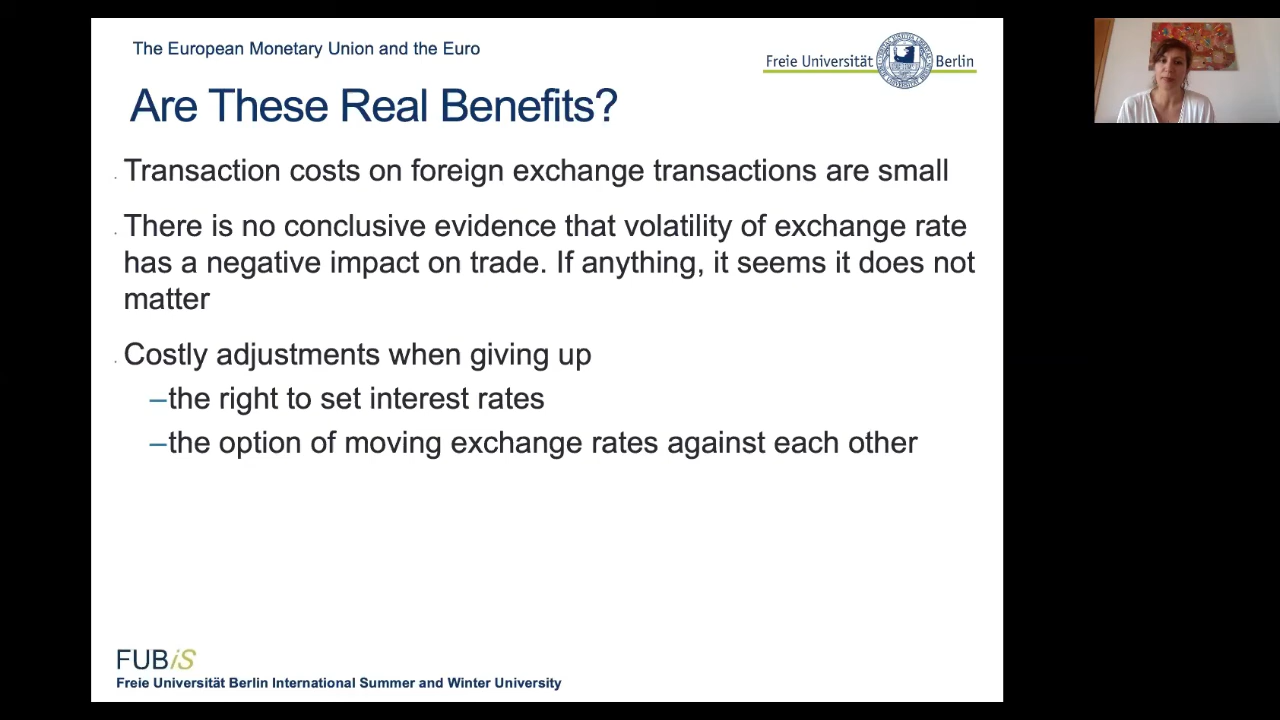 The European Monetary Union and the Euro
Freie Universität Berlin
Are These Real Benefits?
Transaction costs on foreign exchange transactions are small
There is no conclusive evidence that volatility of exchange rate
has a negative impact on trade. If anything, it seems it does not
matter
Costly adjustments when giving up
–the right to set interest rates
–the option of moving exchange rates against each other
FUBiS
Freie Universität Berlin International Summer and Winter University